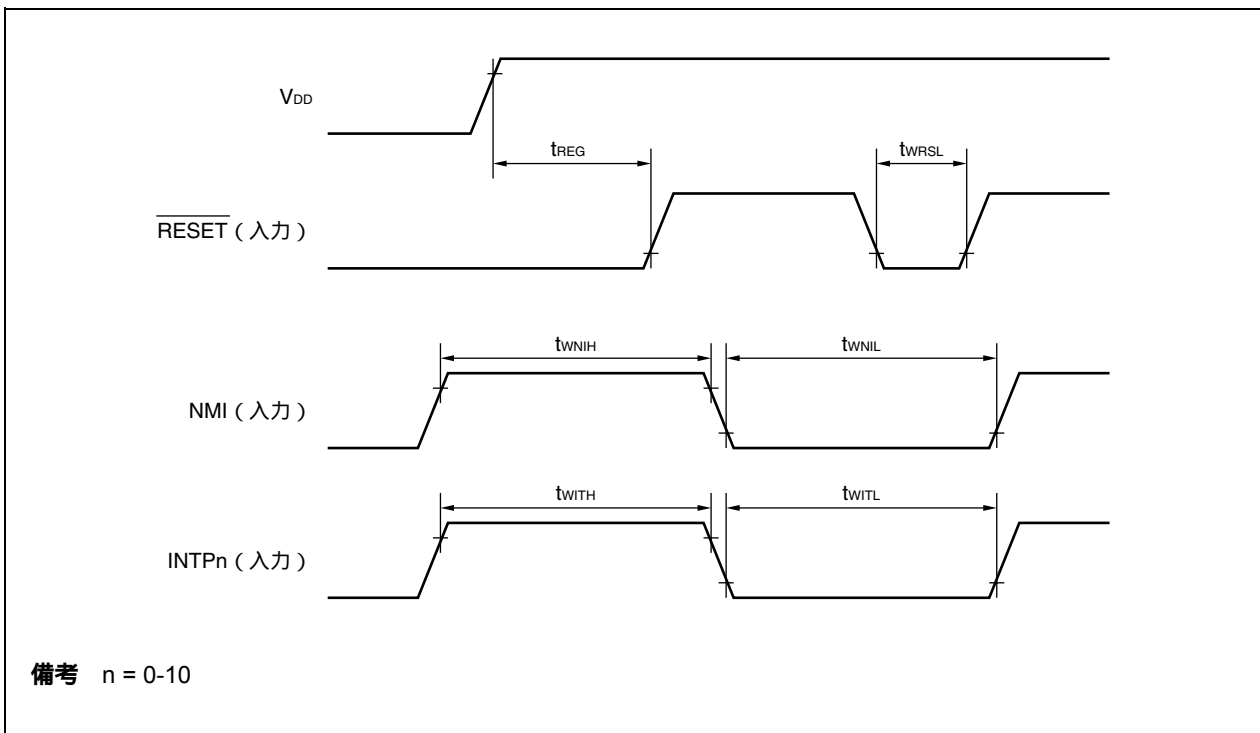 VDD
tREG
tWRSL
RESET（入力）
tWNIH
tWNIL
NMI（入力）
tWITH
tWITL
INTPn（入力）
備考 n = 0-10